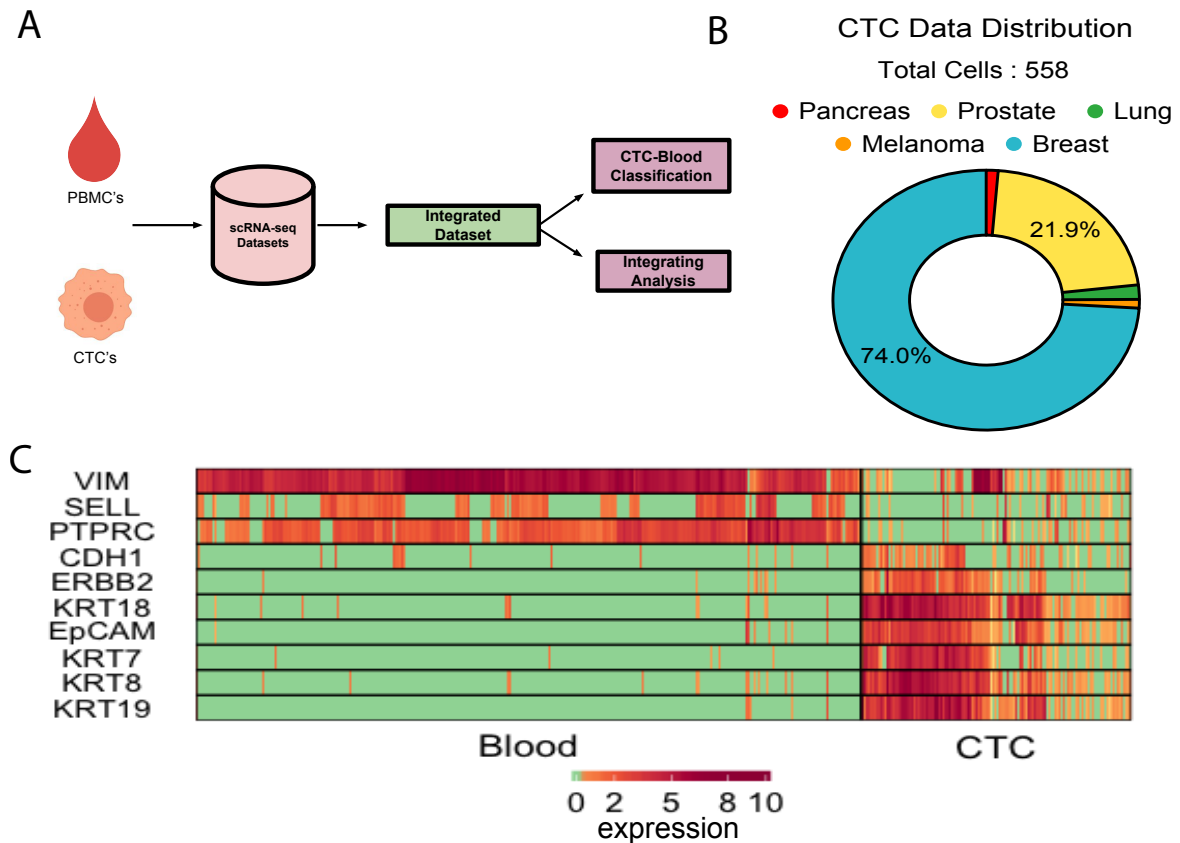 A
PBMC's
CTC's
scRNA-seq
Datasets
Integrated
Dataset
CTC-Blood
Classification
Integrating
Analysis
B
CTC Data Distribution
Total Cells : 558
Pancreas Prostate Lung
Melanoma Breast
21.9%
74.0%
C
VIM
SELL
PTPRC
CDH1
ERBB2
KRT18
EpCAM
KRT7
KRT8
KRT19
Blood CTC
0 2 5 8 10
expression